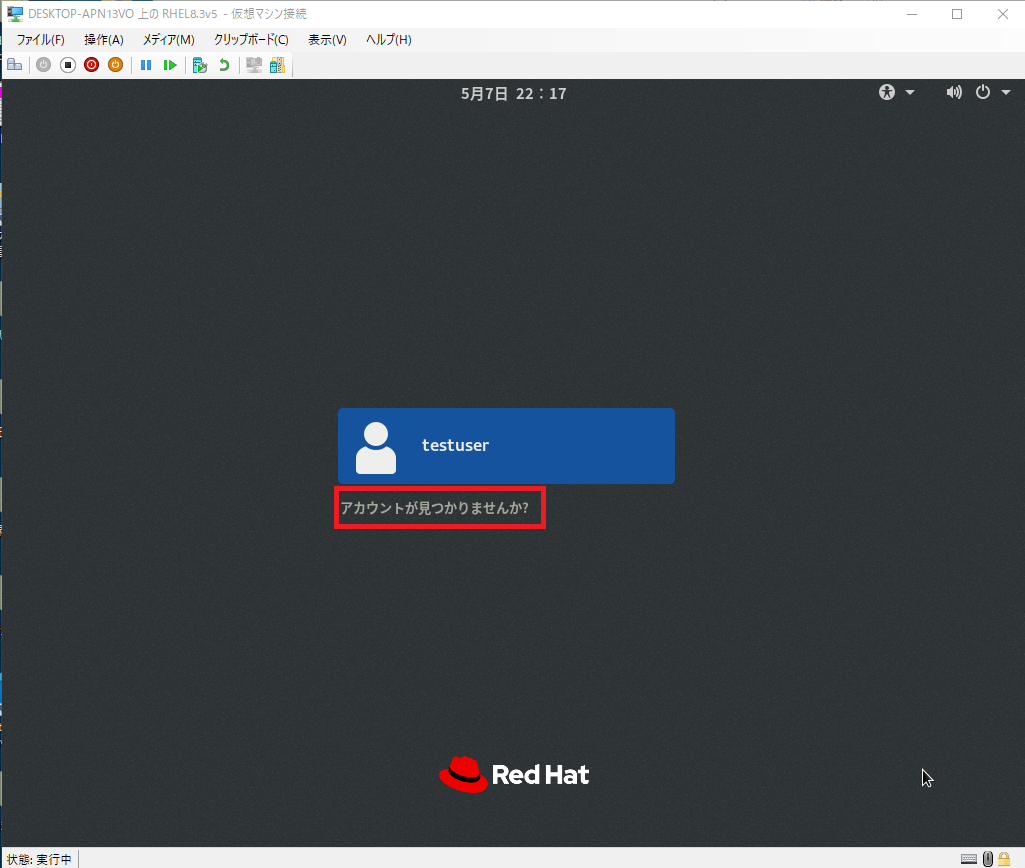 DESKTOP-APN13VO 上の RHEL8.3v5 - 仮想マシン接続
ファイル(F) 操作(A) メディア(M) クリップボード(C) 表示(V) ヘルプ(H)
5月7日 22：17
testuser
アカウントが見つかりませんか?
Red Hat
状態: 実行中